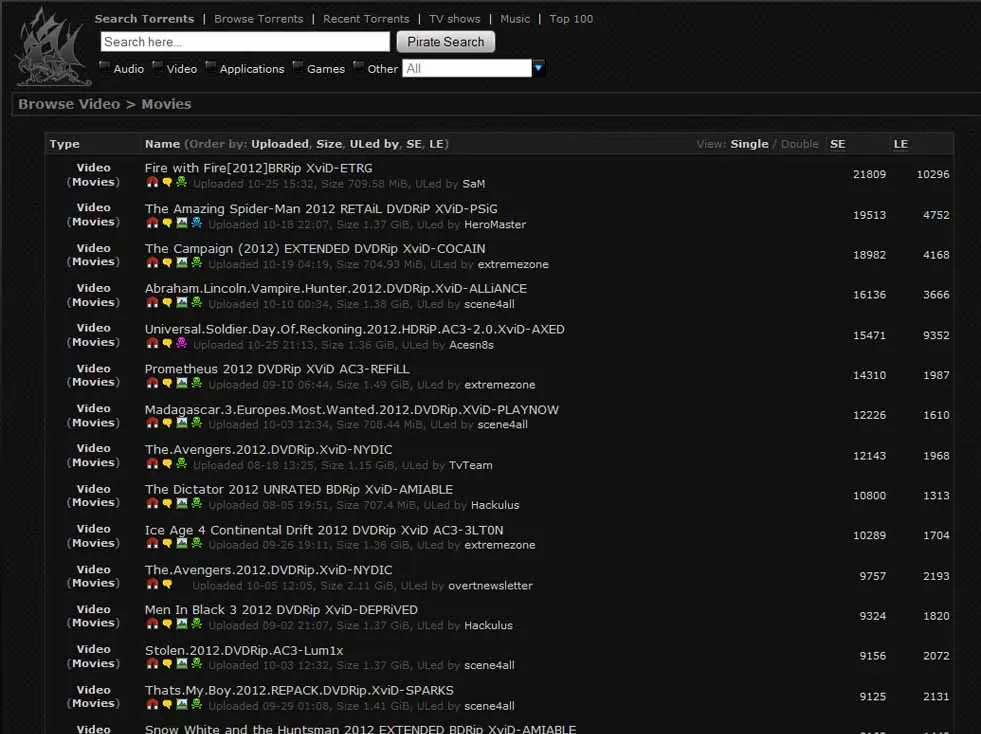 Search Torrents | Browse Torrents | Recent Torrents | TV shows | Music | Top 100
Search here... Pirate Search
Audio Video Applications Games Other All
Browse Video > Movies
Type Name (Order by: Uploaded, Size, ULed by, SE, LE) View: Single / Double SE LE
Video Fire with Fire[2012]BRRip XviD-ETRG 21809 10296
(Movies) Uploaded 10-25 15:32, Size 709.58 MiB, ULed by SaM
Video The Amazing Spider-Man 2012 RETAiL DVDRiP XViD-PSiG 19513 4752
(Movies) Uploaded 10-18 22:07, Size 1.37 GiB, ULed by HeroMaster
Video The Campaign (2012) EXTENDED DVDRip XviD-COCAIN 18982 4168
(Movies) Uploaded 10-19 04:19, Size 704.93 MiB, ULed by extremezone
Video Abraham.Lincoln.Vampire.Hunter.2012.DVDRip.XviD-ALLiANCE 16136 3666
(Movies) Uploaded 10-10 00:34, Size 1.38 GiB, ULed by scene4all
Video Universal.Soldier.Day.Of.Reckoning.2012.HDRiP.AC3-2.0.XviD-AXED 15471 9352
(Movies) Uploaded 10-25 21:13, Size 1.36 GiB, ULed by Acesn8s
Video Prometheus 2012 DVDRip XViD AC3-REFiLL 14310 1987
(Movies) Uploaded 09-10 06:44, Size 1.49 GiB, ULed by extremezone
Video Madagascar.3.Europes.Most.Wanted.2012.DVDRip.XViD-PLAYNOW 12226 1610
(Movies) Uploaded 10-03 12:34, Size 708.44 MiB, ULed by scene4all
Video The.Avengers.2012.DVDRip.XviD-NYDIC 12143 1968
(Movies) Uploaded 08-18 13:25, Size 1.15 GiB, ULed by TvTeam
Video The Dictator 2012 UNRATED BDRip XviD-AMIABLE 10800 1313
(Movies) Uploaded 08-05 19:51, Size 707.4 MiB, ULed by Hackulus
Video Ice Age 4 Continental Drift 2012 DVDRip XviD AC3-3LT0N 10289 1704
(Movies) Uploaded 09-26 19:11, Size 1.36 GiB, ULed by extremezone
Video The.Avengers.2012.DVDRip.XviD-NYDIC 9757 2193
(Movies) Uploaded 10-05 12:05, Size 2.11 GiB, ULed by overtnewsletter
Video Men In Black 3 2012 DVDRip XviD-DEPRiVED 9324 1820
(Movies) Uploaded 09-02 21:07, Size 1.37 GiB, ULed by Hackulus
Video Stolen.2012.DVDRip.AC3-Lum1x 9156 2072
(Movies) Uploaded 10-03 12:32, Size 1.37 GiB, ULed by scene4all
Video Thats.My.Boy.2012.REPACK.DVDRip.XviD-SPARKS 9125 2131
(Movies) Uploaded 09-29 01:08, Size 1.41 GiB, ULed by scene4all
Video Snow White and the Huntsman 2012 EXTENDED BDRip XviD-AMIABLE